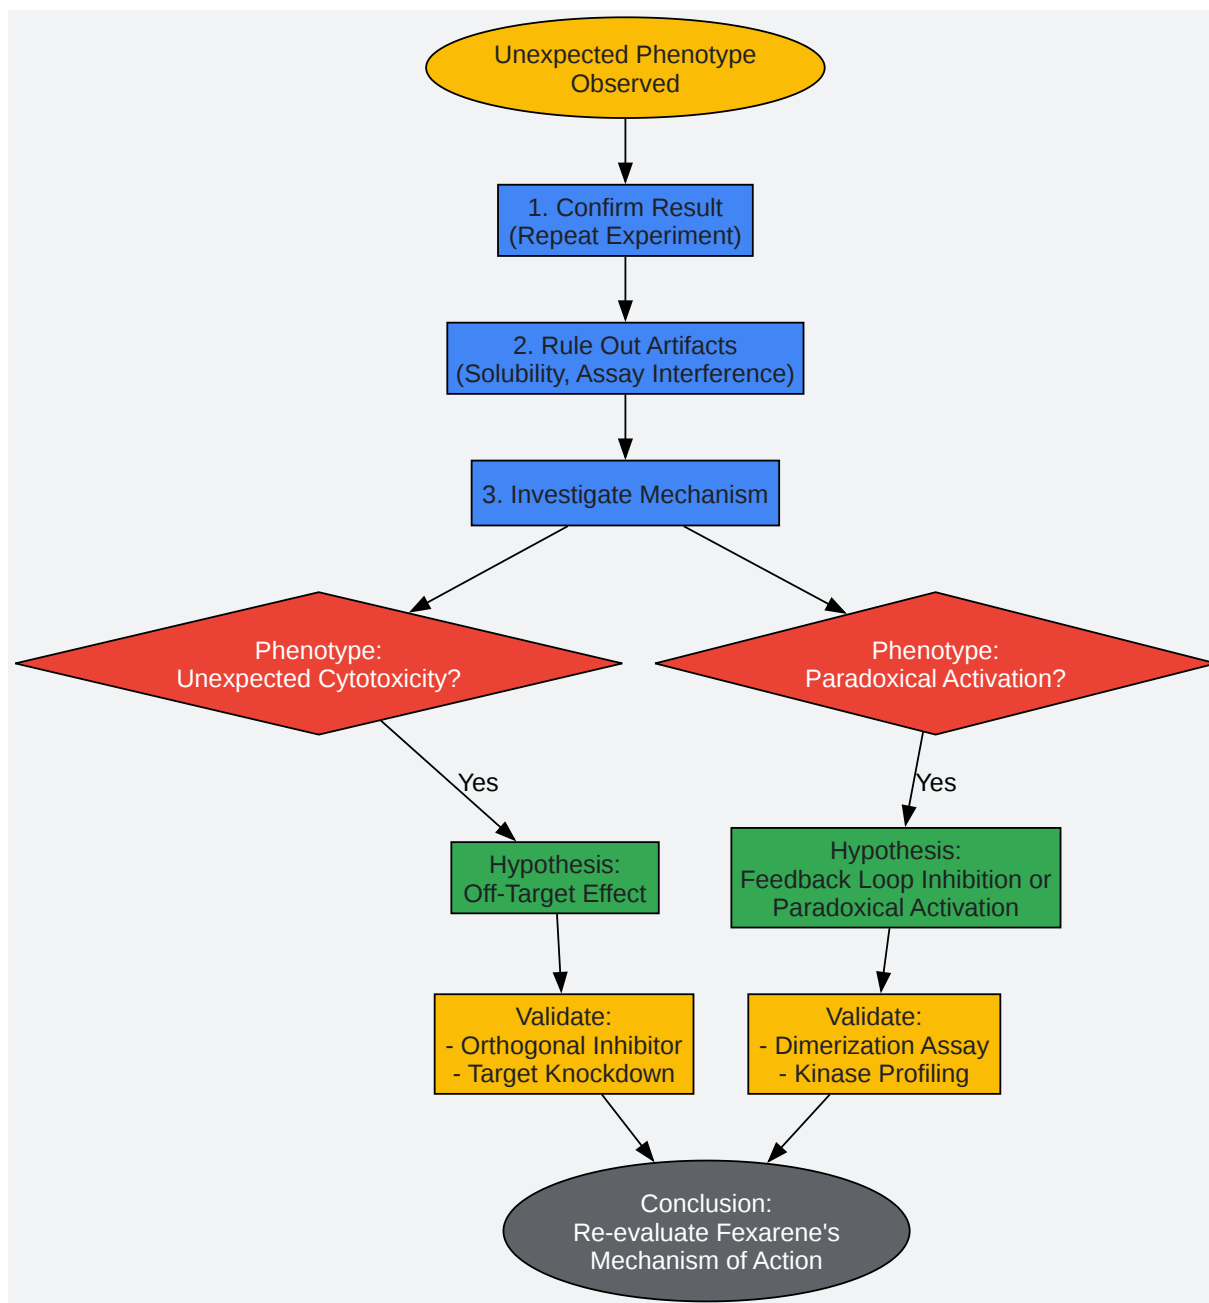 Unexpected Phenotype
Observed
1. Confirm Result
(Repeat Experiment)
2. Rule Out Artifacts
(Solubility, Assay Interference)
3. Investigate Mechanism
Phenotype:
Unexpected Cytotoxicity?
Phenotype:
Paradoxical Activation?
Yes
Yes
Hypothesis:
Off-Target Effect
Hypothesis:
Feedback Loop Inhibition or
Paradoxical Activation
Validate:
- Orthogonal Inhibitor
- Target Knockdown
Validate:
- Dimerization Assay
- Kinase Profiling
Conclusion:
Re-evaluate Fexarene's
Mechanism of Action